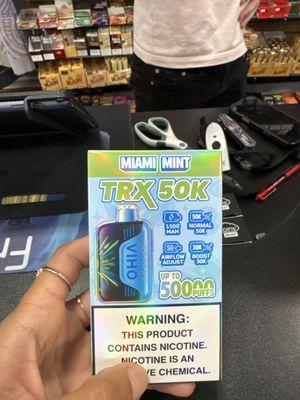 MIAMI MINT
TRX 50K
VIHO
1500 MAH
50K NORMAL 50K
AIRFLOW ADJUST
30K BOOST 30K
UP TO 50000 PUFFS
WARNING:
THIS PRODUCT
CONTAINS NICOTINE.
NICOTINE IS AN
VE CHEMICAL.